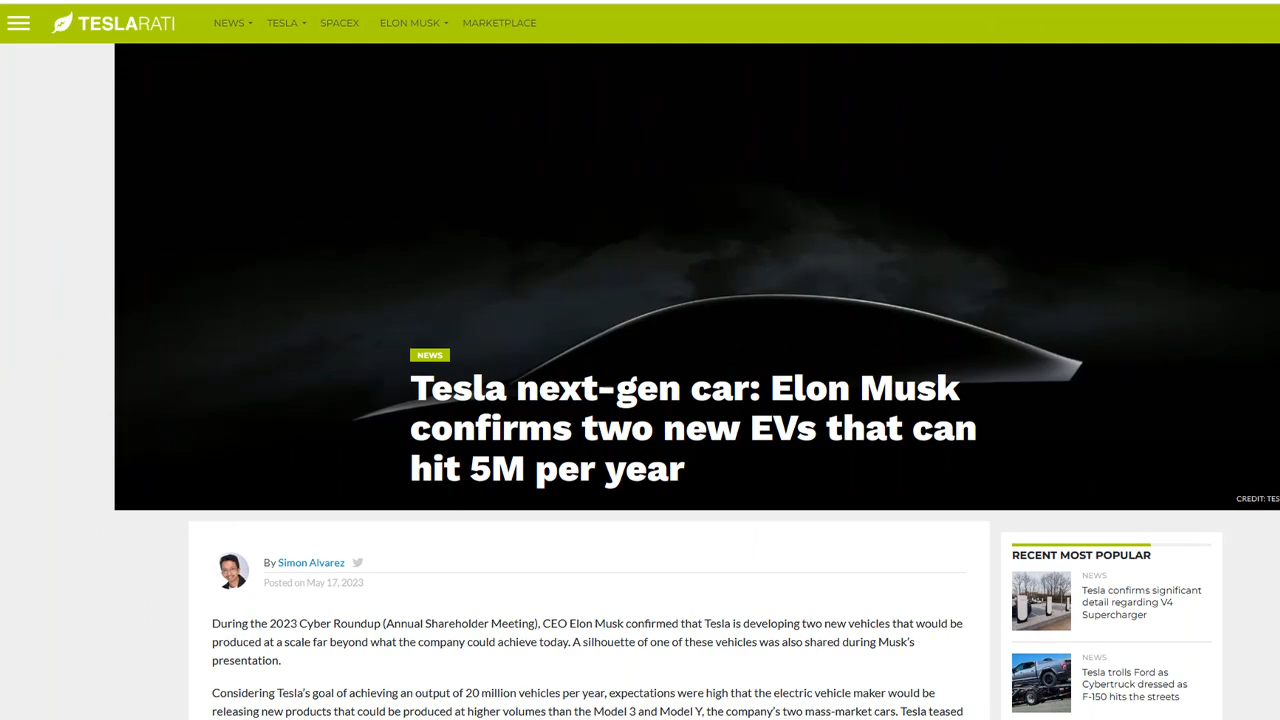 TESLARATI
NEWS
TESLA
SPACEX
ELON MUSK
MARKETPLACE
NEWS
Tesla next-gen car: Elon Musk
confirms two new EVs that can
hit 5M per year
CREDIT: TES
By Simon Alvarez
Posted on May 17, 2023
During the 2023 Cyber Roundup (Annual Shareholder Meeting), CEO Elon Musk confirmed that Tesla is developing two new vehicles that would be
produced at a scale far beyond what the company could achieve today. A silhouette of one of these vehicles was also shared during Musk's
presentation.
Considering Tesla's goal of achieving an output of 20 million vehicles per year, expectations were high that the electric vehicle maker would be
releasing new products that could be produced at higher volumes than the Model 3 and Model Y, the company's two mass-market cars. Tesla teased
RECENT MOST POPULAR
NEWS
Tesla confirms significant
detail regarding V4
Supercharger
NEWS
Tesla trolls Ford as
Cybertruck dressed as
F-150 hits the streets